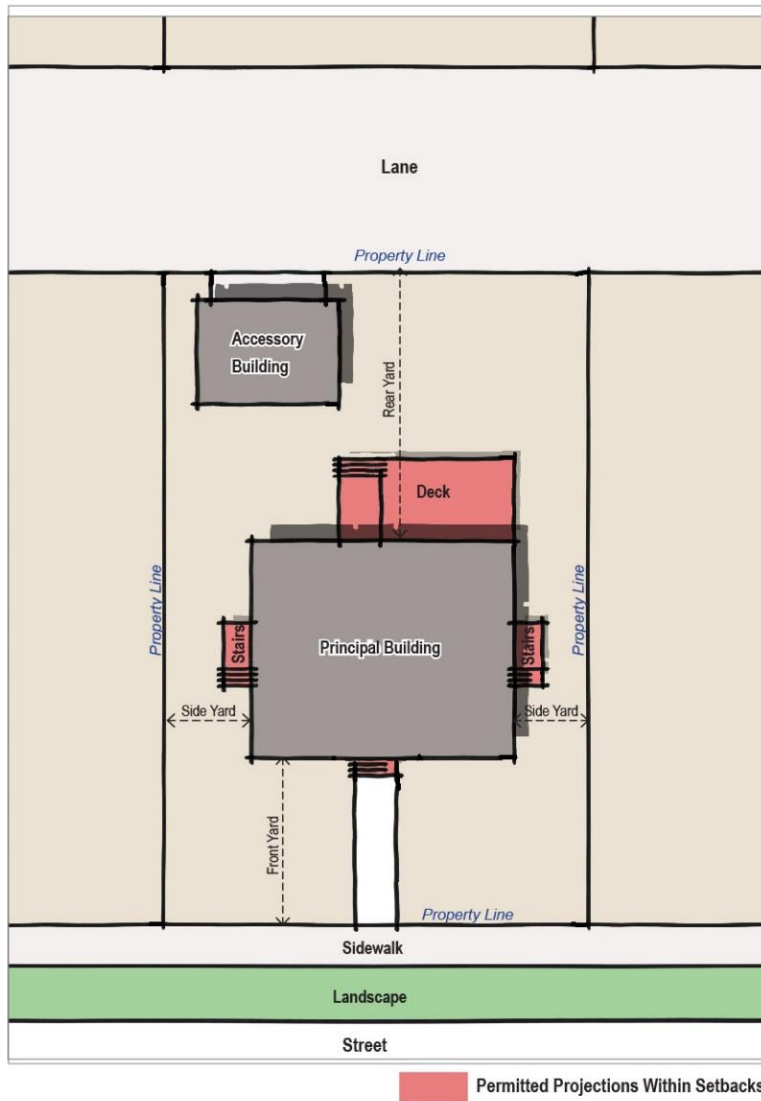 Lane
Property Line
Accessory
Building
Rear Yard
Deck
Property Line
Stairs
Principal Building
Stairs
Property Line
Side Yard
Side Yard
Front Yard
Property Line
Sidewalk
Landscape
Street
Permitted Projections Within Setbacks